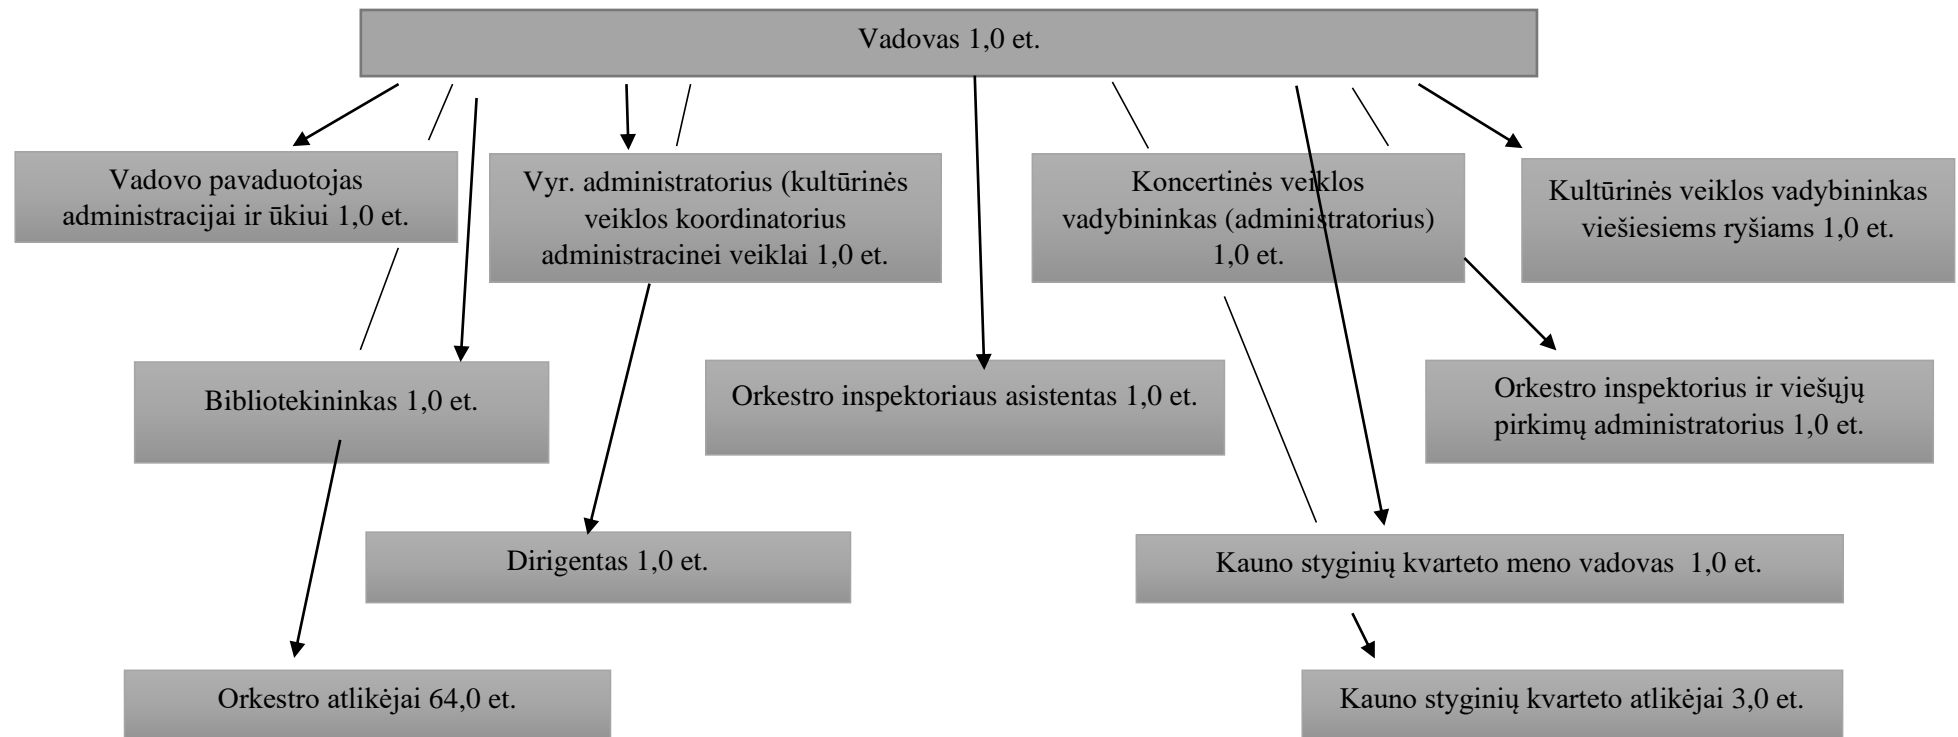 Vadovas 1,0 et.
Vadovo pavaduotojas
administracijai ir ūkiui 1,0 et.
Vyr. administratorius (kultūrinės
veiklos koordinatorius
administracinei veiklai 1,0 et.
Koncertinės veiklos
vadybininkas (administratorius)
1,0 et.
Kultūrinės veiklos vadybininkas
viešiesiems ryšiams 1,0 et.
Bibliotekininkas 1,0 et.
Orkestro inspektoriaus asistentas 1,0 et.
Orkestro inspektorius ir viešųjų
pirkimų administratorius 1,0 et.
Dirigentas 1,0 et.
Kauno styginių kvarteto meno vadovas  1,0 et.
Orkestro atlikėjai 64,0 et.
Kauno styginių kvarteto atlikėjai 3,0 et.